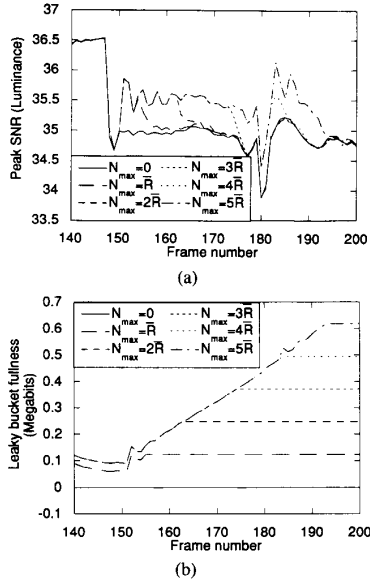 36.5
36
35.5
35
34.5
34
33.5
Peak SNR (Luminance)
N_max=0
N_max=R̅
N_max=2R̅
N_max=3R̅
N_max=4R̅
N_max=5R̅
140 150 160 170 180 190 200
Frame number
(a)
0.7
0.6
0.5
0.4
0.3
0.2
0.1
0
-0.1
Leaky bucket fullness
(Megabits)
N_max=0
N_max=R̅
N_max=2R̅
N_max=3R̅
N_max=4R̅
N_max=5R̅
140 150 160 170 180 190 200
Frame number
(b)